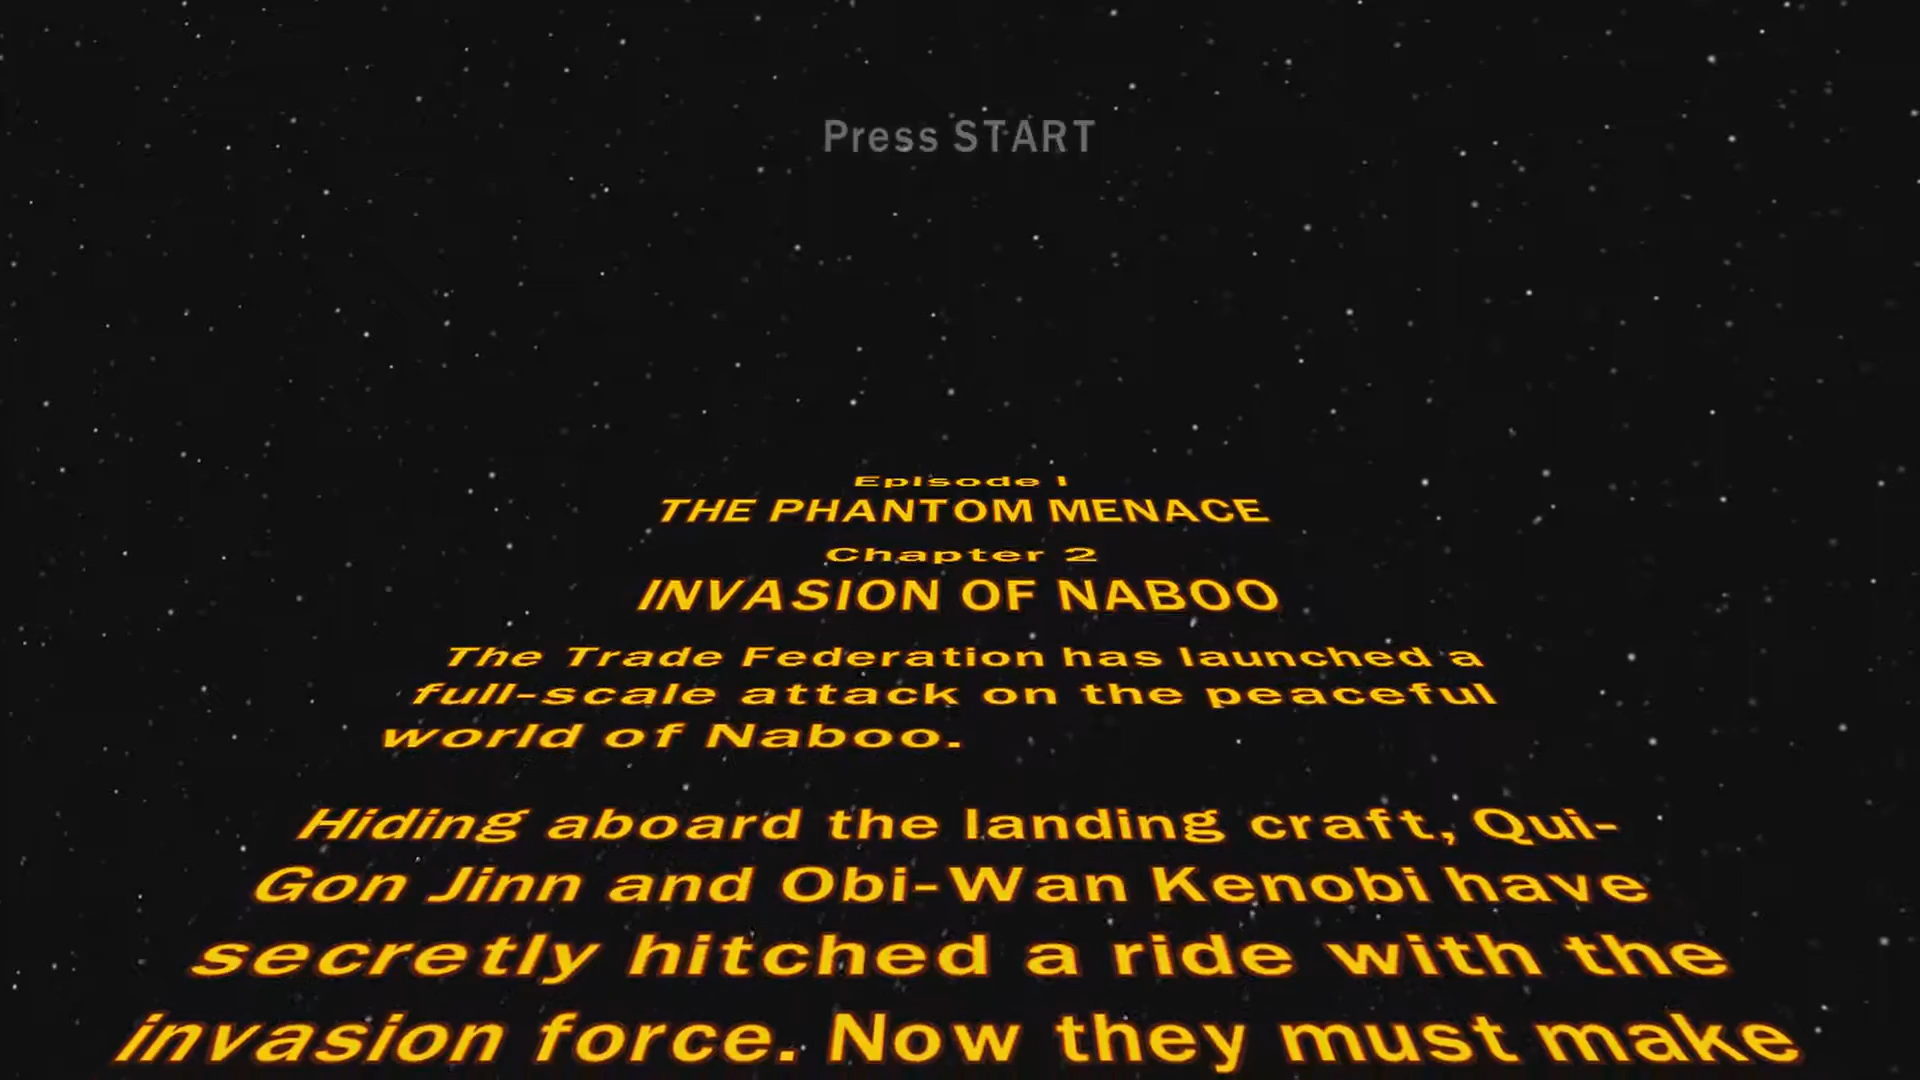 Press START
Episode I
THE PHANTOM MENACE
Chapter 2
INVASION OF NABOO
The Trade Federation has launched a
full-scale attack on the peaceful
world of Naboo.
Hiding aboard the landing craft, Qui-
Gon Jinn and Obi-Wan Kenobi have
secretly hitched a ride with the
invasion force. Now they must make